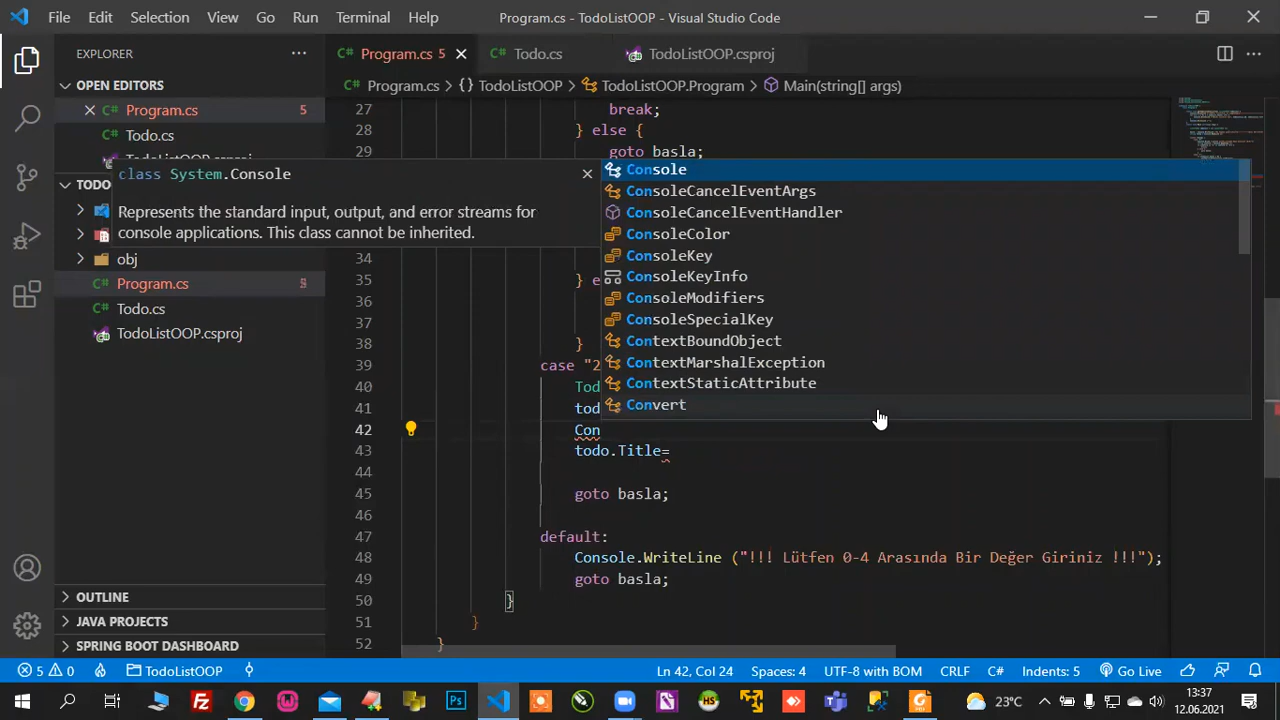 File Edit Selection View Go Run Terminal Help
Program.cs - TodoListOOP - Visual Studio Code
EXPLORER
OPEN EDITORS
Program.cs 5
Todo.cs
TodoListOOP.csproj
TODO
obj
Program.cs 5
Todo.cs
TodoListOOP.csproj
OUTLINE
JAVA PROJECTS
SPRING BOOT DASHBOARD
Program.cs 5
Todo.cs
TodoListOOP.csproj
Program.cs > {} TodoListOOP > TodoListOOP.Program > Main(string[] args)
27 break;
28 } else {
29 goto basla;
class System.Console
Represents the standard input, output, and error streams for
console applications. This class cannot be inherited.
Console
ConsoleCancelEventArgs
ConsoleCancelEventHandler
ConsoleColor
ConsoleKey
ConsoleKeyInfo
ConsoleModifiers
ConsoleSpecialKey
ContextBoundObject
ContextMarshalException
ContextStaticAttribute
Convert
34
35 } e
36
37
38 }
39 case "2
40 Tod
41 tod
42 Con
43 todo.Title=
44
45 goto basla;
46
47 default:
48 Console.WriteLine ("!!! Lütfen 0-4 Arasında Bir Değer Giriniz !!!");
49 goto basla;
50 }
51 }
52 }
5 0 TodoListOOP Ln 42, Col 24 Spaces: 4 UTF-8 with BOM CRLF C# Indents: 5 Go Live
23°C
13:37
12.06.2021